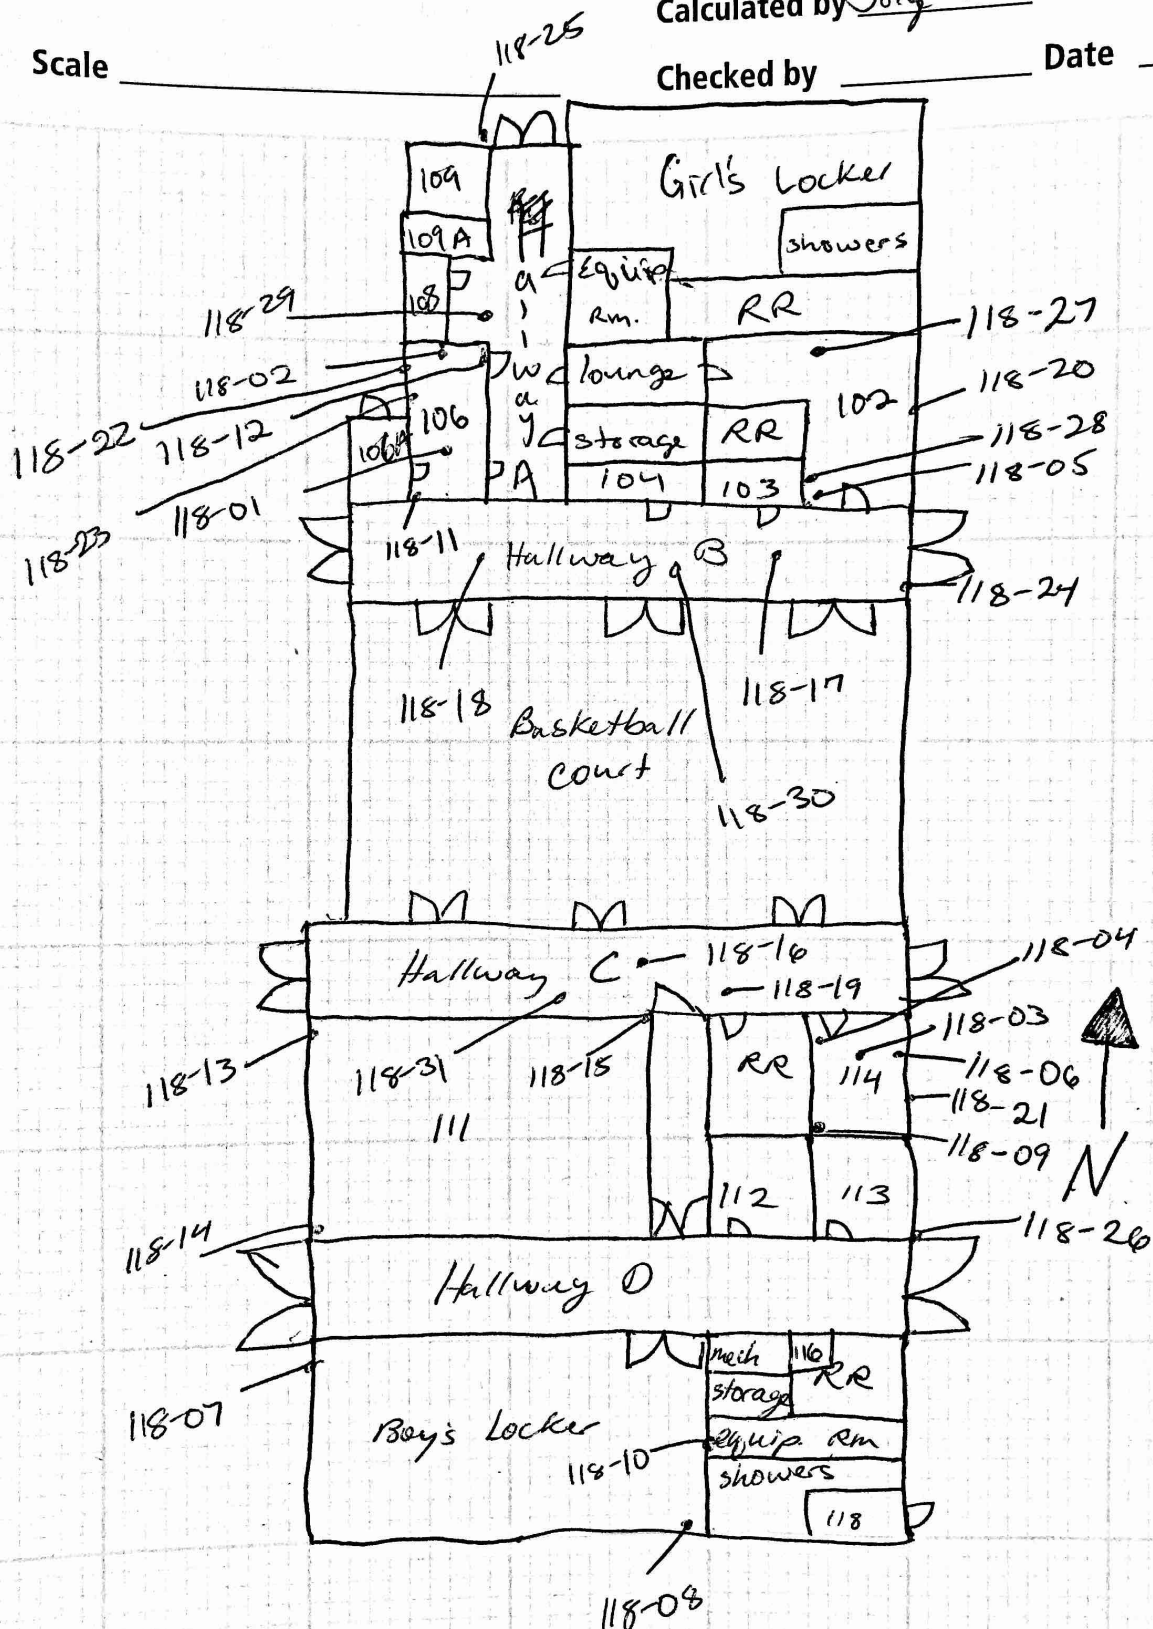 Calculated by
Scale
Checked by
Date
118-25
109
Girl's Locker
109A
showers
Equip
Rm.
108
RR
118-29
118-27
a
l
l
w
a
y
A
lounge
118-02
118-20
102
118-22
118-12
106
106A
storage
RR
118-28
118-05
104
103
118-01
118-23
118-11
Hallway B
118-24
118-18
118-17
Basketball
court
118-30
Hallway C
118-16
118-04
118-19
118-03
118-13
118-31
118-15
RR
114
118-06
118-21
111
118-09
N
112
113
118-14
118-26
Hallway D
mech
116
RR
storage
118-07
Boy's Locker
equip. Rm
118-10
showers
118
118-08